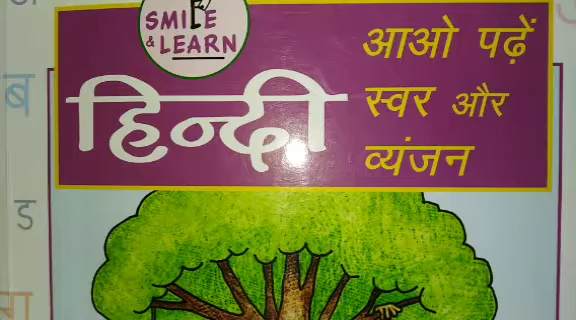 SMILE
& LEARN
हिन्दी
आओ पढ़ें
स्वर और
व्यंजन
ब
ड